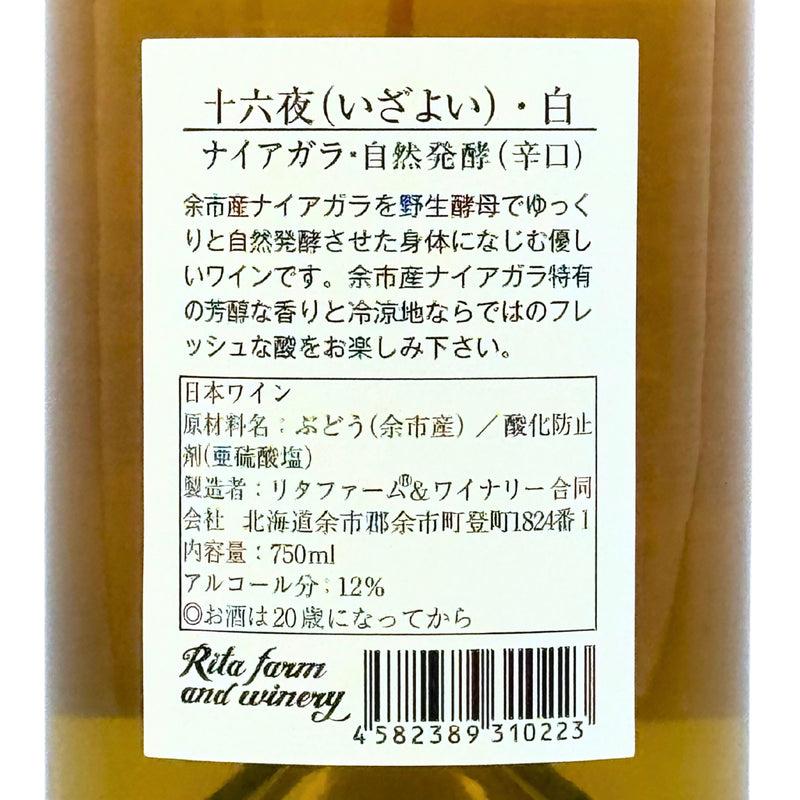 十六夜(いざよい)・白
ナイアガラ・自然発酵(辛口)
余市産ナイアガラを野生酵母でゆっく
りと自然発酵させた身体になじむ優し
いワインです。余市産ナイアガラ特有
の芳醇な香りと冷涼地ならではのフレ
ッシュな酸をお楽しみ下さい。
日本ワイン
原材料名：ぶどう(余市産)／酸化防止
剤(亜硫酸塩)
製造者：リタファーム®&ワイナリー合同
会社 北海道余市郡余市町登町1824番1
内容量：750ml
アルコール分：12%
◎お酒は20歳になってから
Rita farm
and winery
4 582389 310223